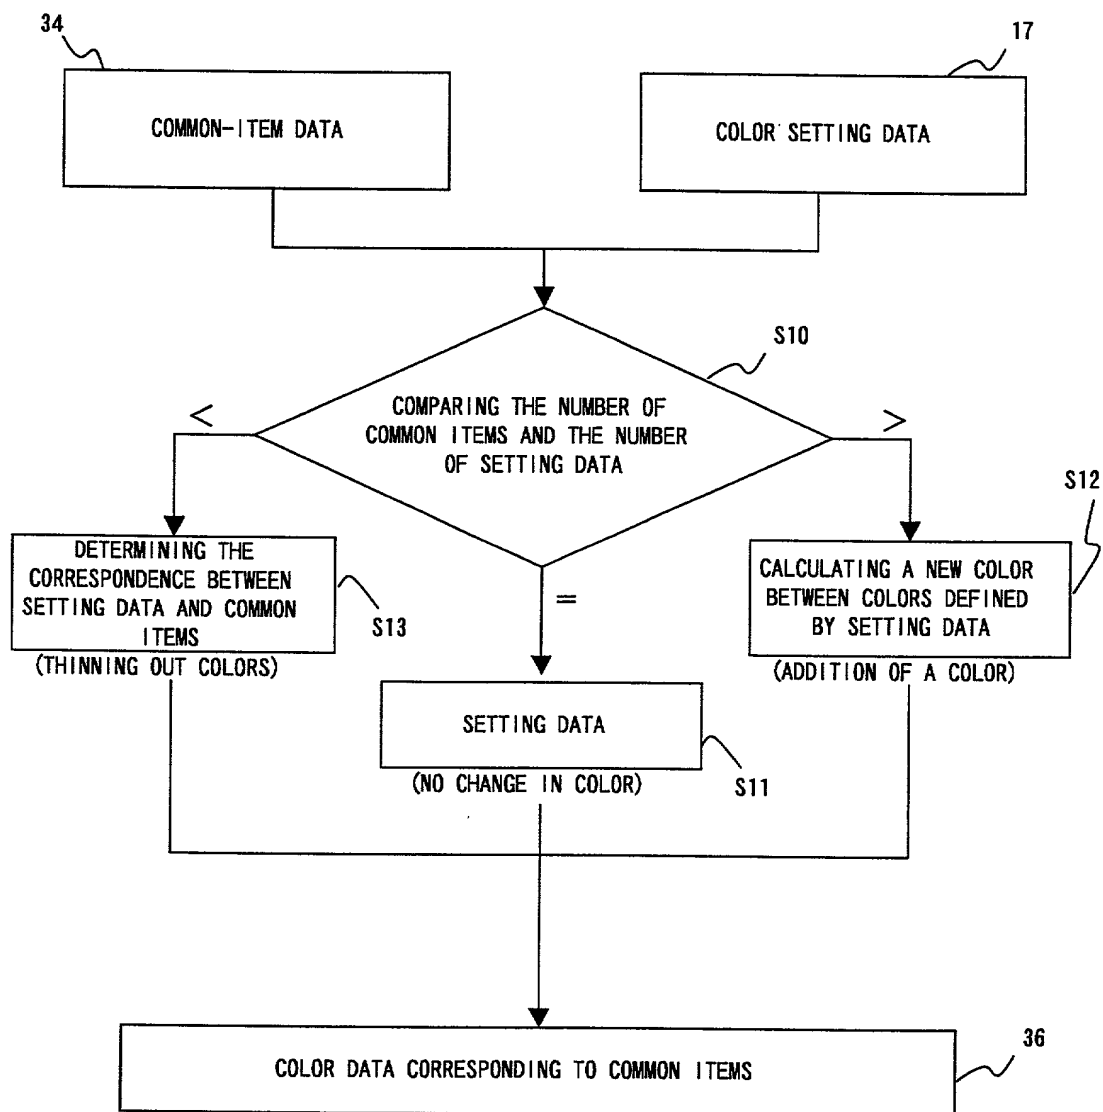 34
17
COMMON-ITEM DATA
COLOR SETTING DATA
S10
COMPARING THE NUMBER OF
COMMON ITEMS AND THE NUMBER
OF SETTING DATA
<
>
=
S12
DETERMINING THE
CORRESPONDENCE BETWEEN
SETTING DATA AND COMMON
ITEMS
(THINNING OUT COLORS)
S13
CALCULATING A NEW COLOR
BETWEEN COLORS DEFINED
BY SETTING DATA
(ADDITION OF A COLOR)
SETTING DATA
(NO CHANGE IN COLOR)
S11
36
COLOR DATA CORRESPONDING TO COMMON ITEMS